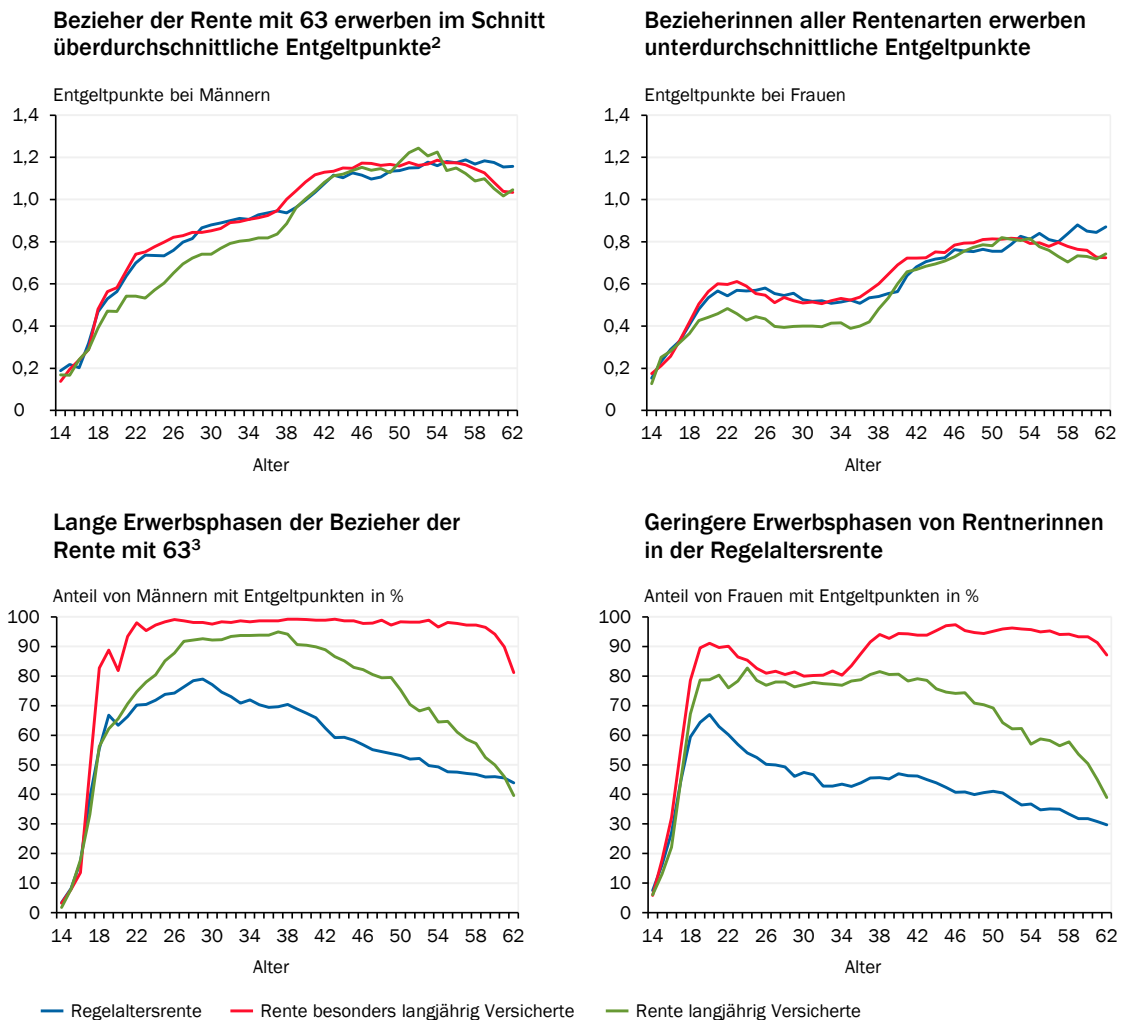 Bezieher der Rente mit 63 erwerben im Schnitt
überdurchschnittliche Entgeltpunkte²
Entgeltpunkte bei Männern
1,4
1,2
1,0
0,8
0,6
0,4
0,2
0
14 18 22 26 30 34 38 42 46 50 54 58 62
Alter
Bezieherinnen aller Rentenarten erwerben
unterdurchschnittliche Entgeltpunkte
Entgeltpunkte bei Frauen
1,4
1,2
1,0
0,8
0,6
0,4
0,2
0
14 18 22 26 30 34 38 42 46 50 54 58 62
Alter
Lange Erwerbsphasen der Bezieher der
Rente mit 63³
Anteil von Männern mit Entgeltpunkten in %
100
90
80
70
60
50
40
30
20
10
0
14 18 22 26 30 34 38 42 46 50 54 58 62
Alter
Geringere Erwerbsphasen von Rentnerinnen
in der Regelaltersrente
Anteil von Frauen mit Entgeltpunkten in %
100
90
80
70
60
50
40
30
20
10
0
14 18 22 26 30 34 38 42 46 50 54 58 62
Alter
Regelaltersrente Rente besonders langjährig Versicherte Rente langjährig Versicherte